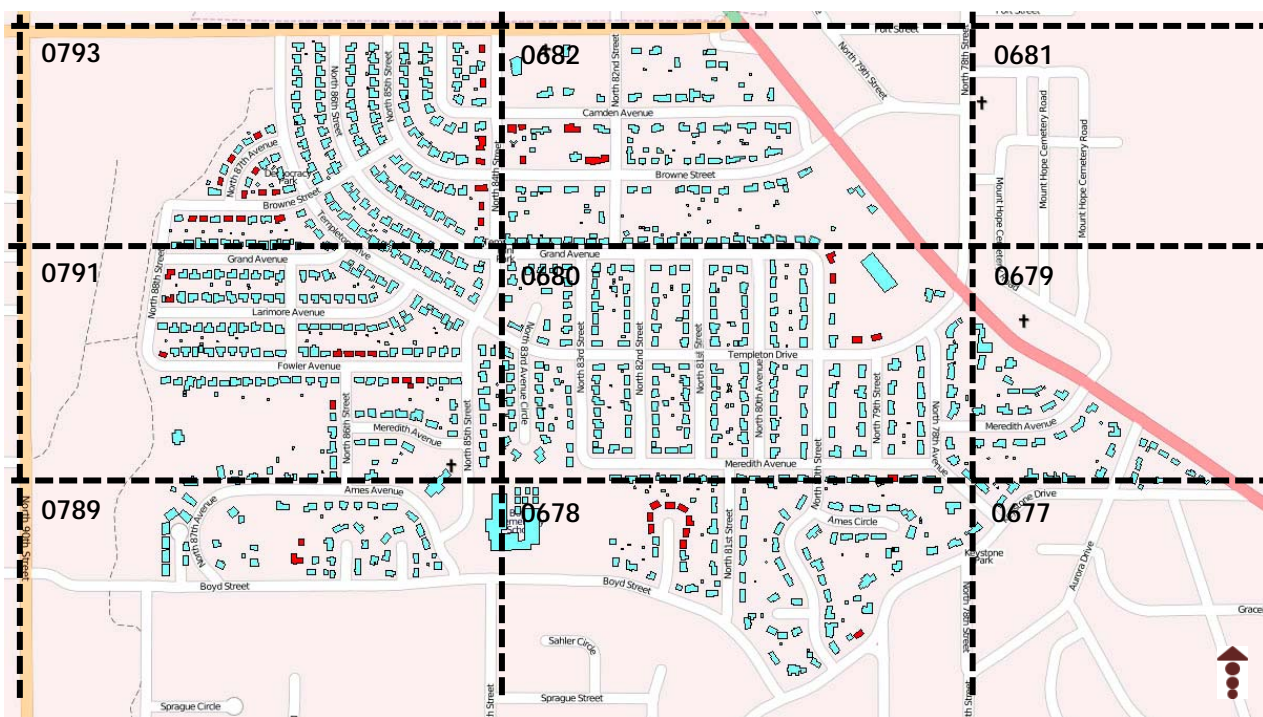 Fort Street
Fort Street
0793
0682
0681
North 82nd Street
North 79th Street
North 78th Street
North 86th Street
North 85th Street
Camden Avenue
Mount Hope Cemetery Road
Mount Hope Cemetery Road
North 87th Avenue
Democracy
Park
North 84th Street
Browne Street
Browne Street
Templeton Drive
0791
Grand Avenue
Grand Avenue
0680
0679
North 88th Street
Larimore Avenue
North 83rd Avenue Circle
North 83rd Street
North 82nd Street
North 81st Street
Templeton Drive
North 80th Avenue
North 79th Street
Fowler Avenue
North 86th Street
North 85th Street
Meredith Avenue
North 78th Avenue
Meredith Avenue
Meredith Avenue
0789
Ames Avenue
0678
0677
North 90th Street
North 87th Avenue
North 81st Street
North 80th Street
Ames Circle
Keystone
Park
Boyd Street
Boyd Street
North 78th Street
Aurora Drive
Grace
Sahler Circle
Sprague Circle
Sprague Street